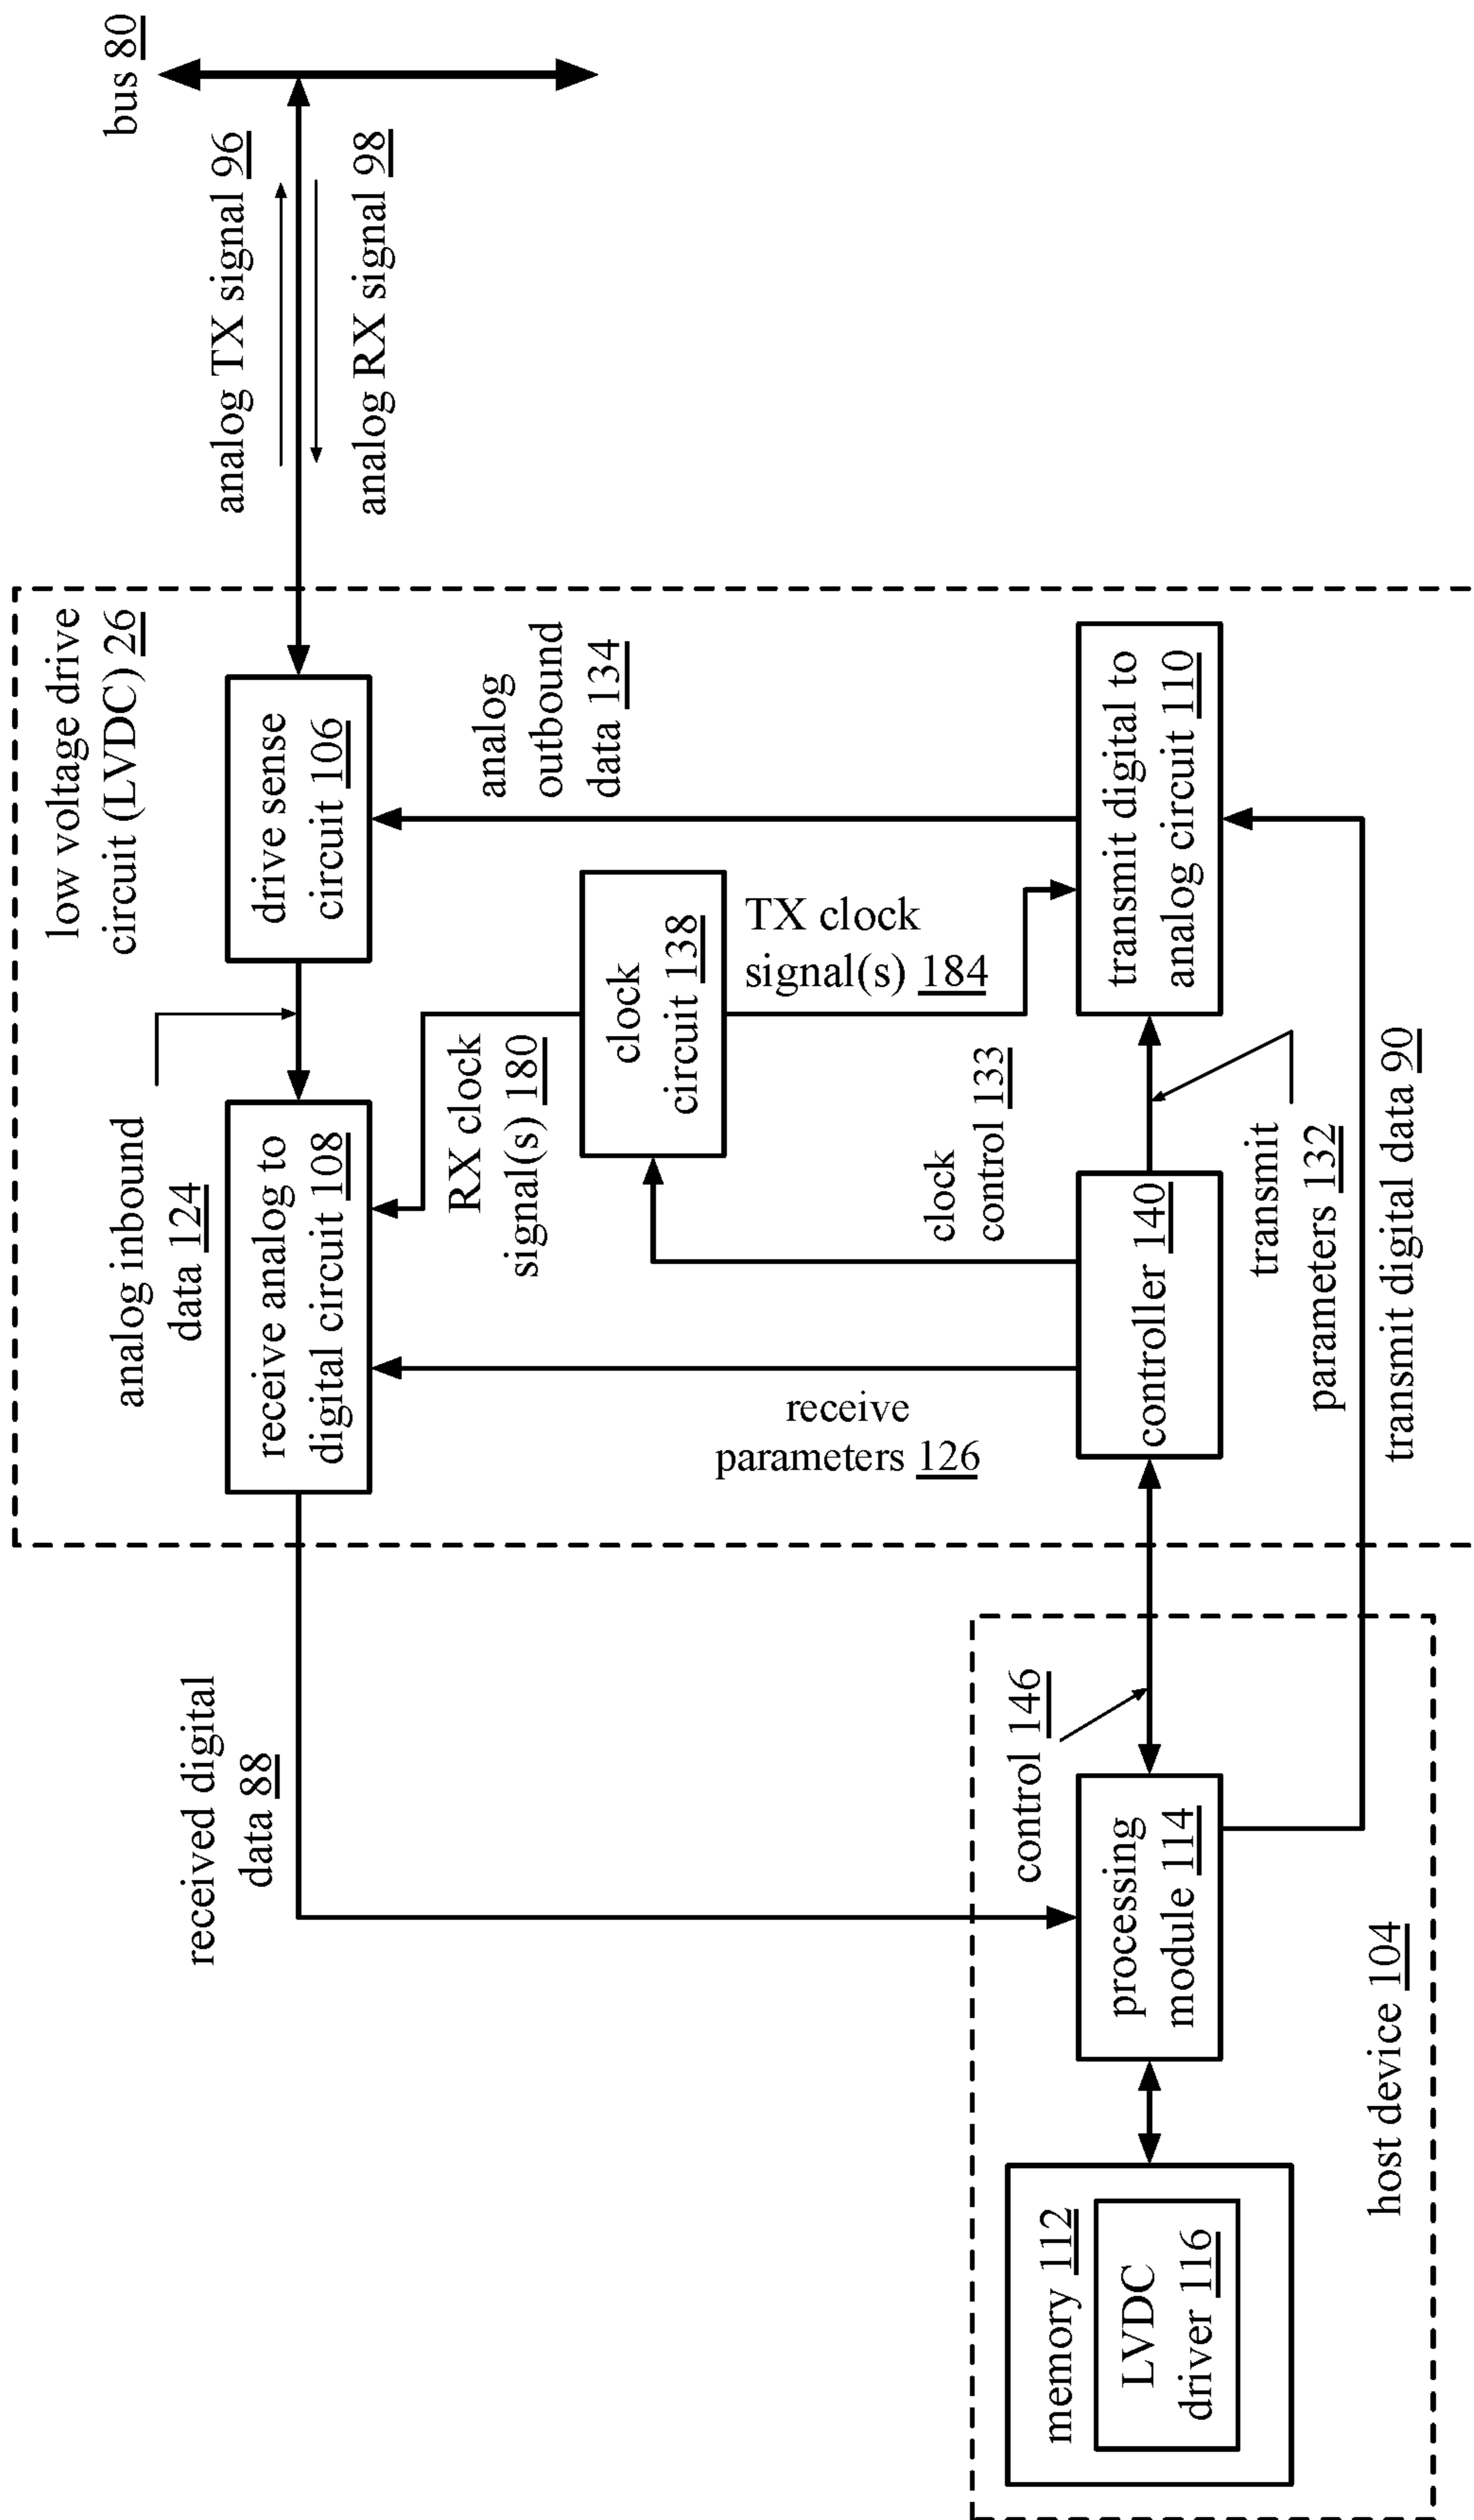 low voltage drive
circuit (LVDC) 26
bus 80
analog TX signal 96
analog RX signal 98
analog inbound
data 124
received digital
data 88
drive sense
circuit 106
receive analog to
digital circuit 108
analog
outbound
data 134
RX clock
signal(s) 180
clock
circuit 138
TX clock
signal(s) 184
receive
parameters 126
clock
control 133
control 146
memory 112
LVDC
driver 116
processing
module 114
controller 140
transmit digital to
analog circuit 110
transmit
parameters 132
transmit digital data 90
host device 104